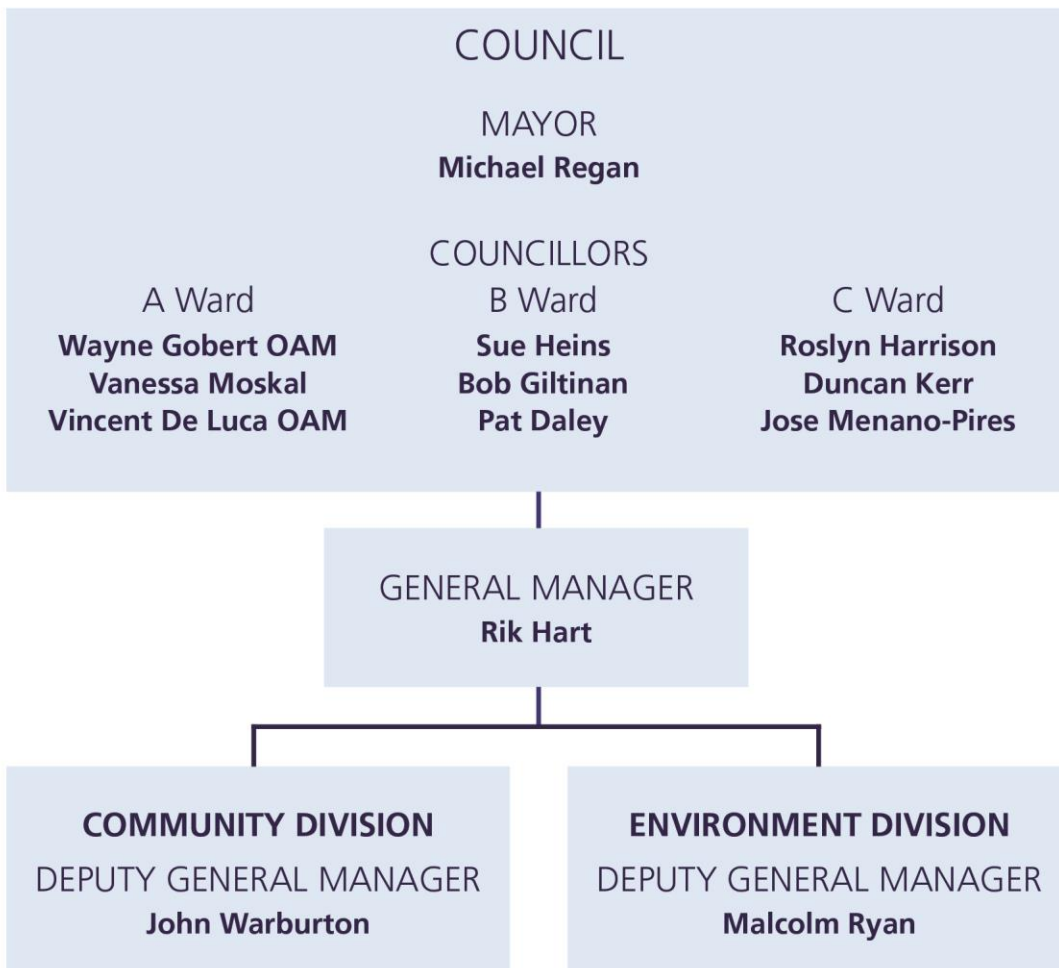 COUNCIL
MAYOR
Michael Regan
COUNCILLORS
A Ward
Wayne Gobert OAM
Vanessa Moskal
Vincent De Luca OAM
B Ward
Sue Heins
Bob Giltinan
Pat Daley
C Ward
Roslyn Harrison
Duncan Kerr
Jose Menano-Pires
GENERAL MANAGER
Rik Hart
COMMUNITY DIVISION
DEPUTY GENERAL MANAGER
John Warburton
ENVIRONMENT DIVISION
DEPUTY GENERAL MANAGER
Malcolm Ryan